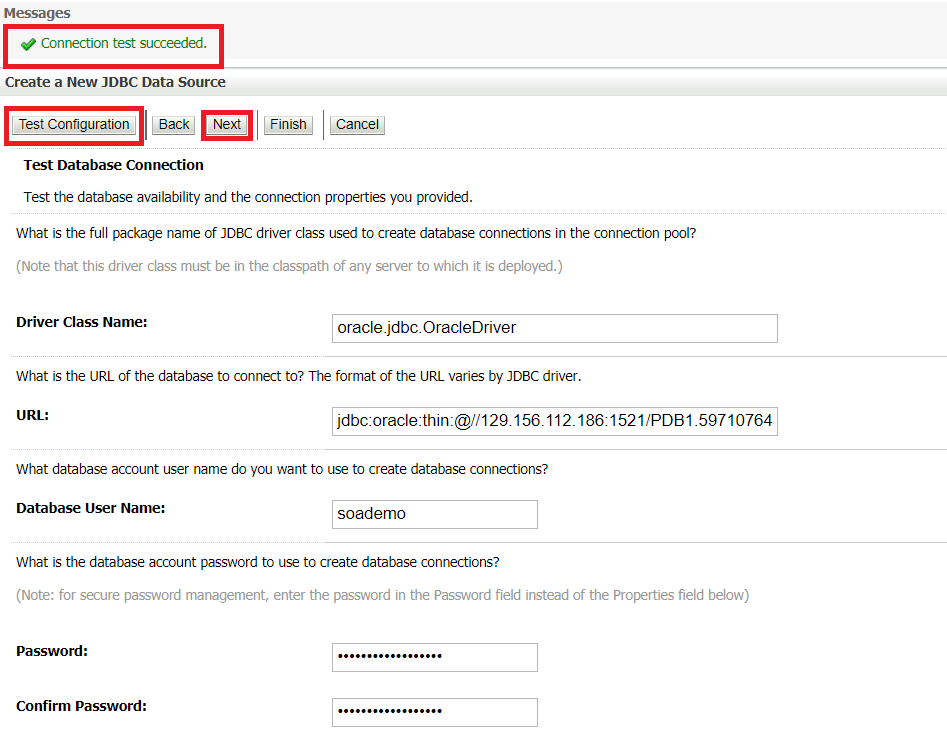 Messages
Connection test succeeded.
Create a New JDBC Data Source
Test Configuration Back Next Finish Cancel
Test Database Connection
Test the database availability and the connection properties you provided.
What is the full package name of JDBC driver class used to create database connections in the connection pool?
(Note that this driver class must be in the classpath of any server to which it is deployed.)
Driver Class Name: oracle.jdbc.OracleDriver
What is the URL of the database to connect to? The format of the URL varies by JDBC driver.
URL: jdbc:oracle:thin:@//129.156.112.186:1521/PDB1.59710764
What database account user name do you want to use to create database connections?
Database User Name: soademo
What is the database account password to use to create database connections?
(Note: for secure password management, enter the password in the Password field instead of the Properties field below)
Password: ••••••••••••••••••
Confirm Password: ••••••••••••••••••